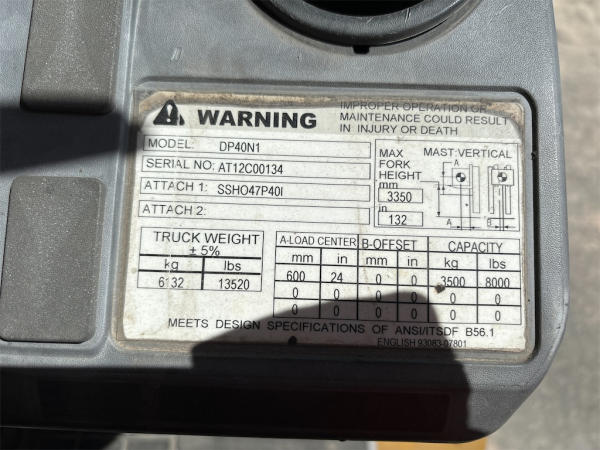 WARNING
IMPROPER OPERATION OR
MAINTENANCE COULD RESULT
IN INJURY OR DEATH
MODEL: DP40N1
SERIAL NO: AT12C00134
ATTACH 1: SSHO47P40I
ATTACH 2:
MAX FORK HEIGHT
mm
3350
in
132
MAST:VERTICAL
A
A
B
TRUCK WEIGHT
± 5%
kg lbs
6132 13520
A-LOAD CENTER B-OFFSET CAPACITY
mm in mm in kg lbs
600 24 0 0 3500 8000
0 0 0 0 0 0
0 0 0 0 0 0
MEETS DESIGN SPECIFICATIONS OF ANSI/ITSDF B56.1
ENGLISH 93083-07801